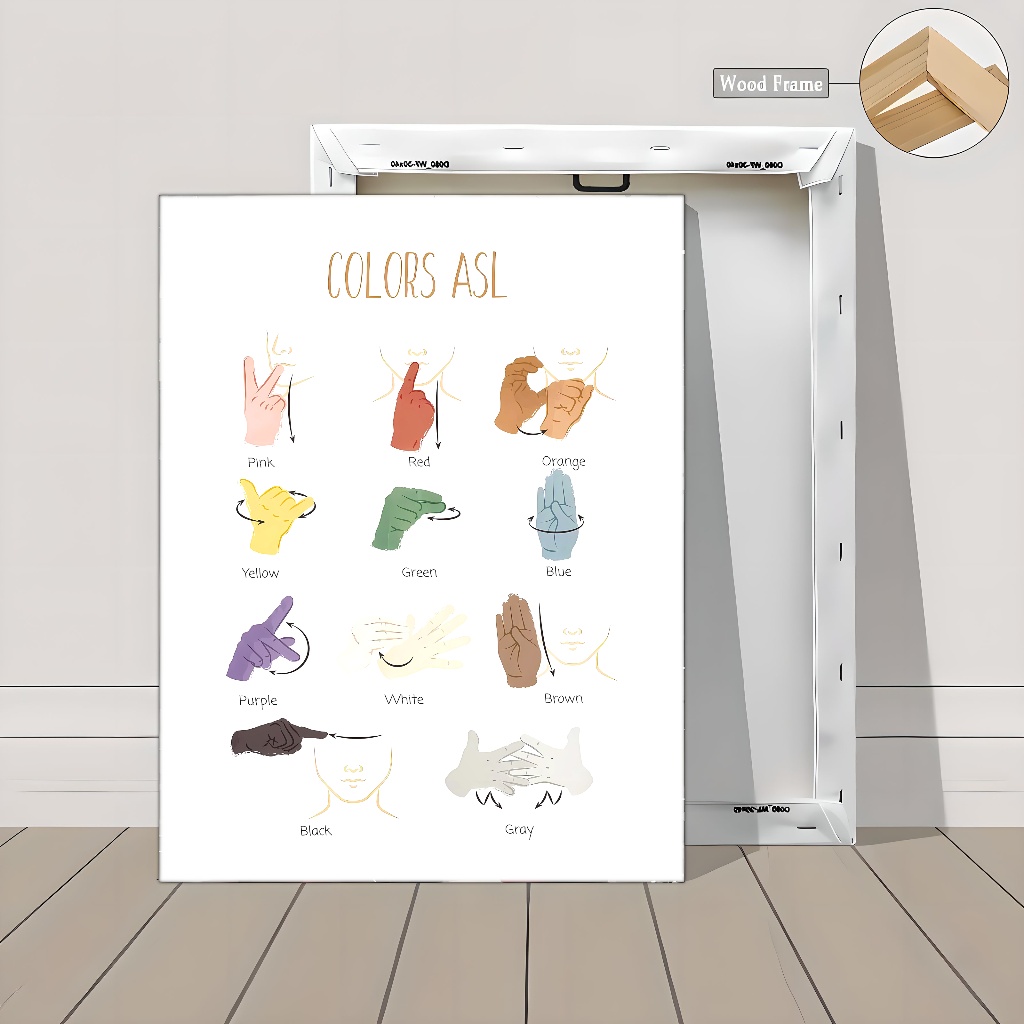 Wood Frame
COLORS ASL
Pink
Red
Orange
Yellow
Green
Blue
Purple
White
Brown
Black
Gray